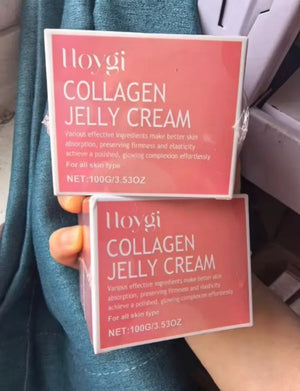 Hoygi
COLLAGEN
JELLY CREAM
Various effective ingredients make better skin
absorption, preserving firmness and elasticity
achieve a polished, glowing complexion effortlessly
For all skin type
NET:100G/3.53OZ
Hoygi
COLLAGEN
JELLY CREAM
Various effective ingredients make better skin
absorption, preserving firmness and elasticity
achieve a polished, glowing complexion effortlessly
For all skin type
NET:100G/3.53OZ